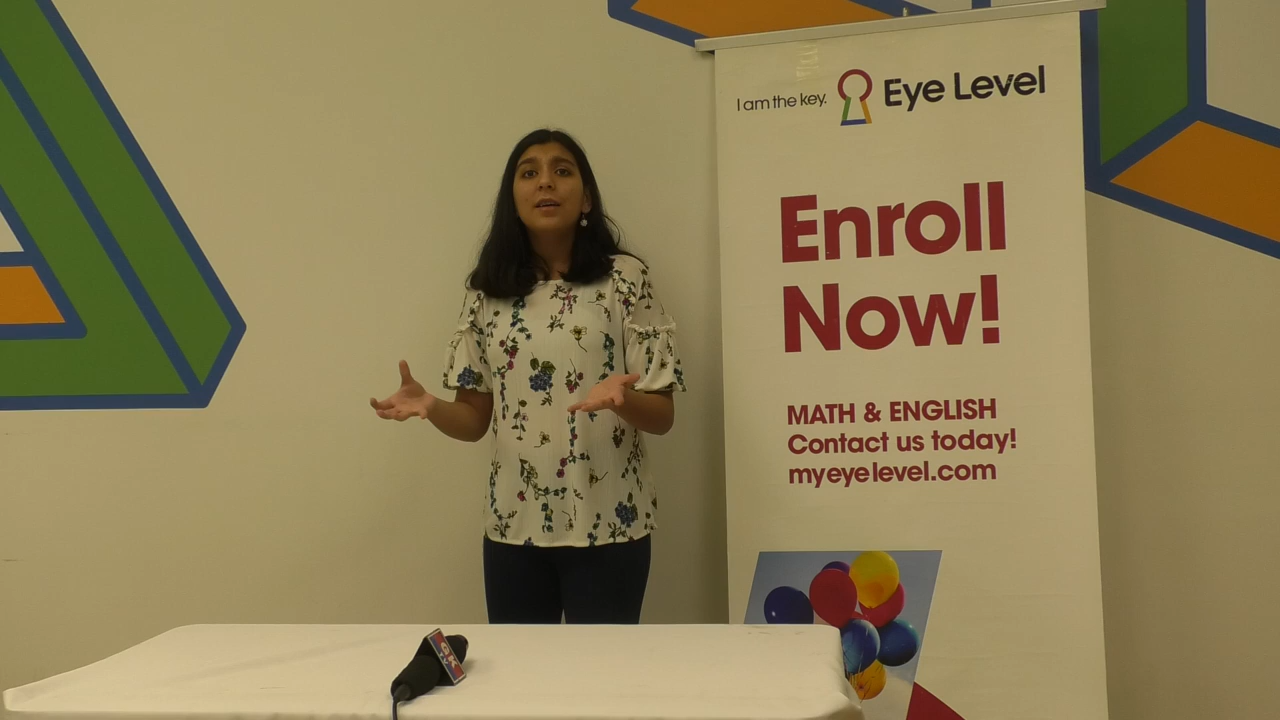 I am the key. Eye Level
Enroll
Now!
MATH & ENGLISH
Contact us today!
myeyelevel.com